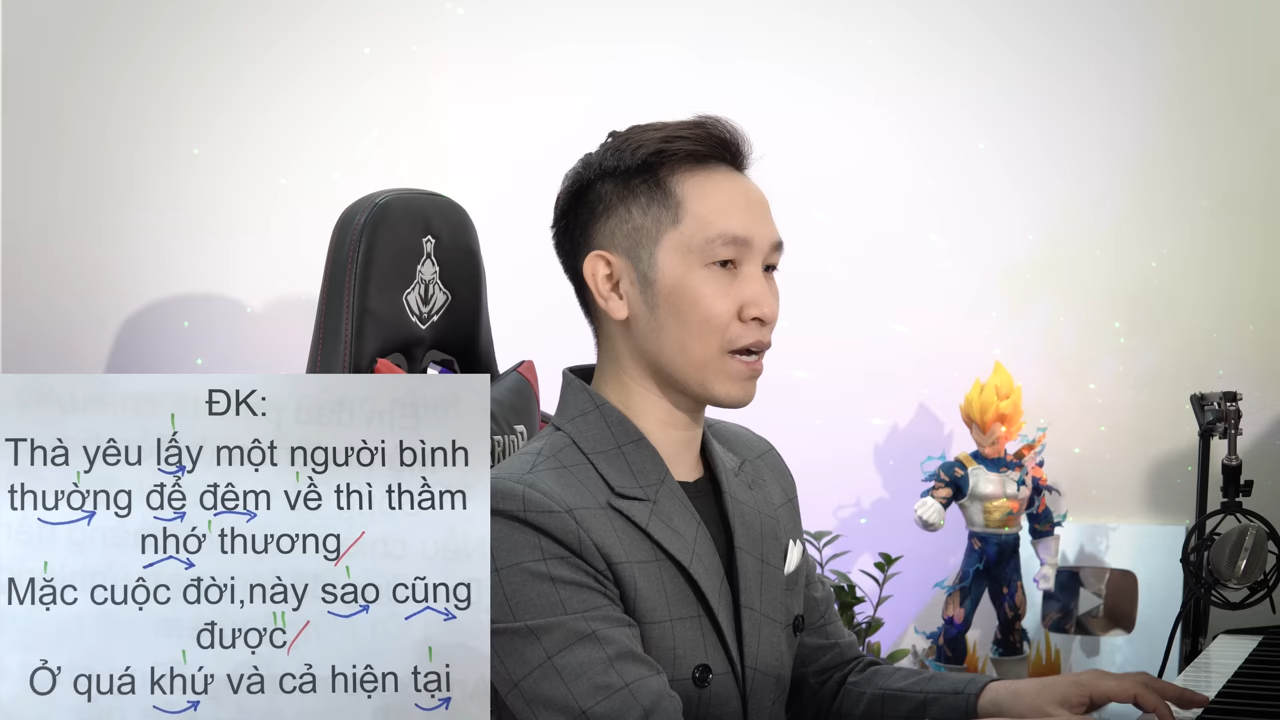 ĐK:
Thà yêu lấy một người bình
thường để đêm về thì thầm
nhớ thương
Mặc cuộc đời,này sao cũng
được
Ở quá khứ và cả hiện tại